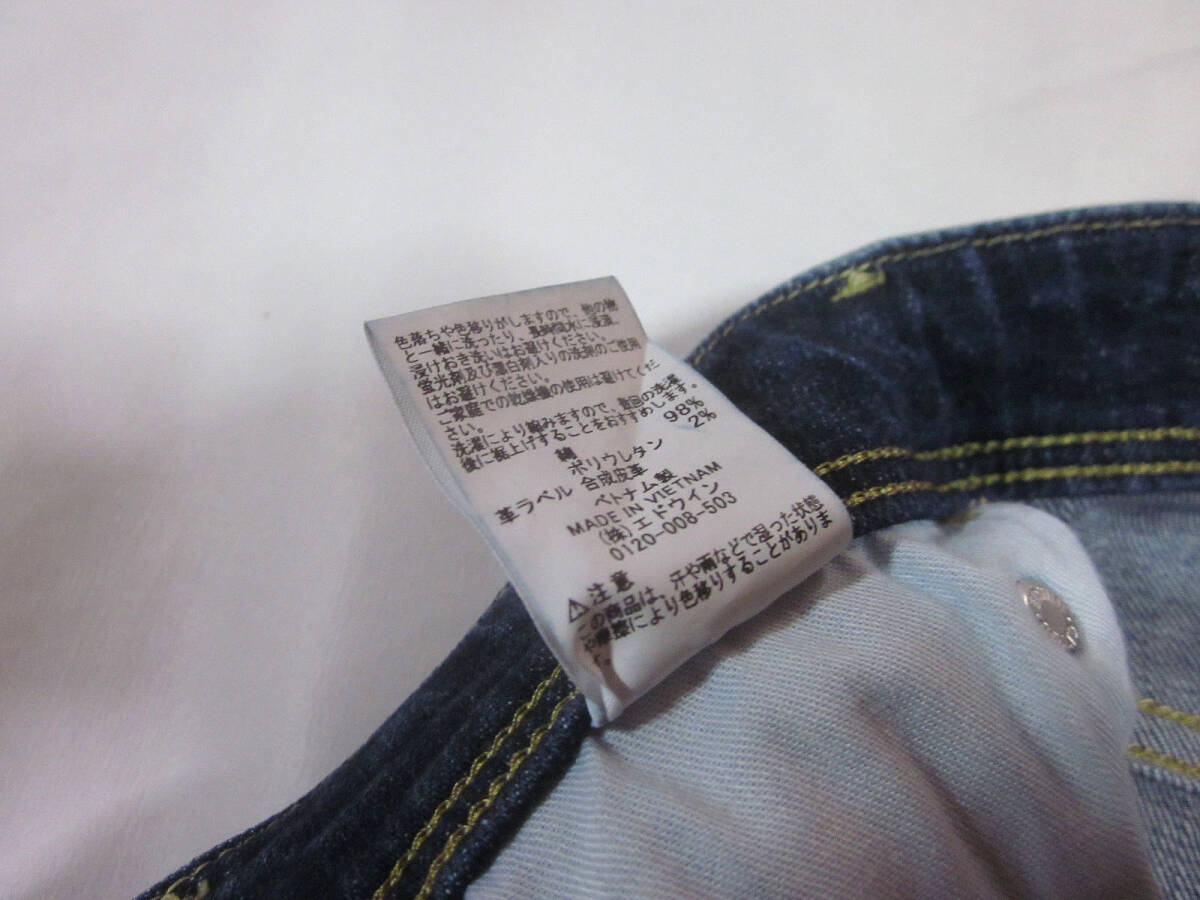 色落ちや色移りがしますので、他の物
と一緒に洗ったり、長時間水に浸漬、
浸けおき洗いはお避けください。
蛍光剤及び漂白剤入りの洗剤のご使用
はお避けください。
ご家庭での乾燥機の使用は避けてくだ
さい。
洗濯により縮みますので、数回の洗濯
後に裾上げすることをおすすめします。
綿 98%
ポリウレタン 2%
革ラベル 合成皮革
ベトナム製
MADE IN VIETNAM
(株)エドウイン
0120-008-503
⚠注意
この商品は、汗や雨などで湿った状態
や摩擦により色移りすることがありま
す。